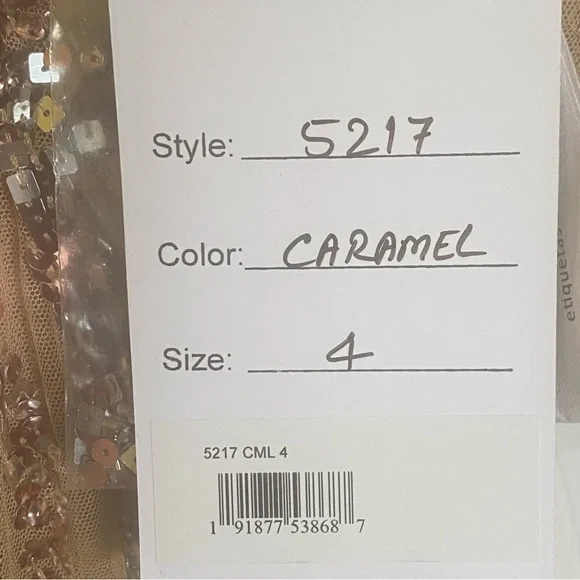 Style: 5217
Color: CARAMEL
Size: 4
5217 CML 4
1 91877 53868 7
etiquetas